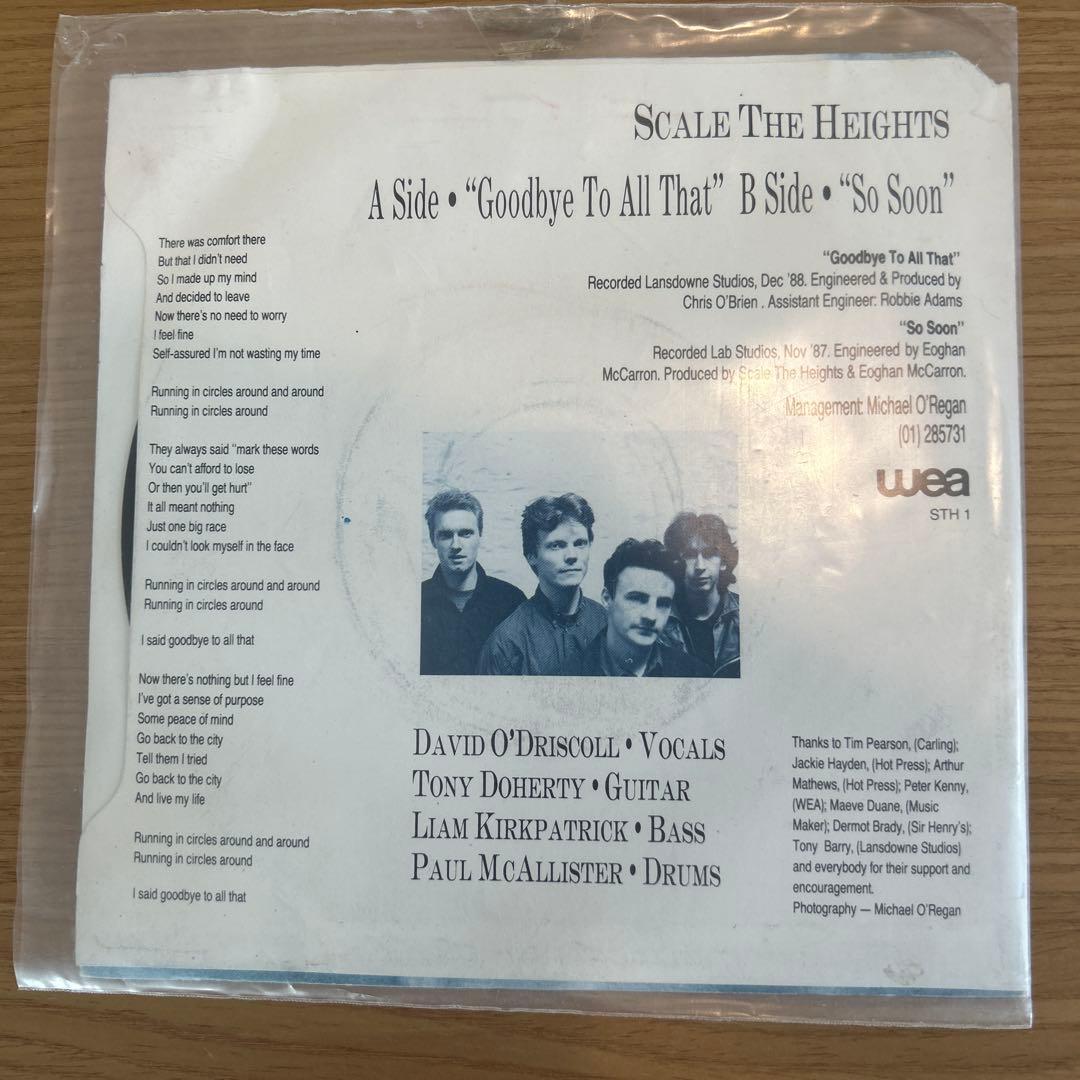 SCALE THE HEIGHTS
A Side • “Goodbye To All That” B Side • “So Soon”
There was comfort there
But that I didn't need
So I made up my mind
And decided to leave
Now there's no need to worry
I feel fine
Self-assured I'm not wasting my time
Running in circles around and around
Running in circles around
They always said “mark these words
You can't afford to lose
Or then you'll get hurt”
It all meant nothing
Just one big race
I couldn't look myself in the face
Running in circles around and around
Running in circles around
I said goodbye to all that
Now there's nothing but I feel fine
I've got a sense of purpose
Some peace of mind
Go back to the city
Tell them I tried
Go back to the city
And live my life
Running in circles around and around
Running in circles around
I said goodbye to all that
“Goodbye To All That”
Recorded Lansdowne Studios, Dec '88. Engineered & Produced by
Chris O'Brien . Assistant Engineer: Robbie Adams
“So Soon”
Recorded Lab Studios, Nov '87. Engineered by Eoghan
McCarron. Produced by Scale The Heights & Eoghan McCarron.
Management: Michael O'Regan
(01) 285731
wea
STH 1
DAVID O'DRISCOLL • VOCALS
TONY DOHERTY • GUITAR
LIAM KIRKPATRICK • BASS
PAUL MCALLISTER • DRUMS
Thanks to Tim Pearson, (Carling);
Jackie Hayden, (Hot Press); Arthur
Mathews, (Hot Press); Peter Kenny,
(WEA); Maeve Duane, (Music
Maker); Dermot Brady, (Sir Henry's);
Tony Barry, (Lansdowne Studios)
and everybody for their support and
encouragement.
Photography — Michael O'Regan